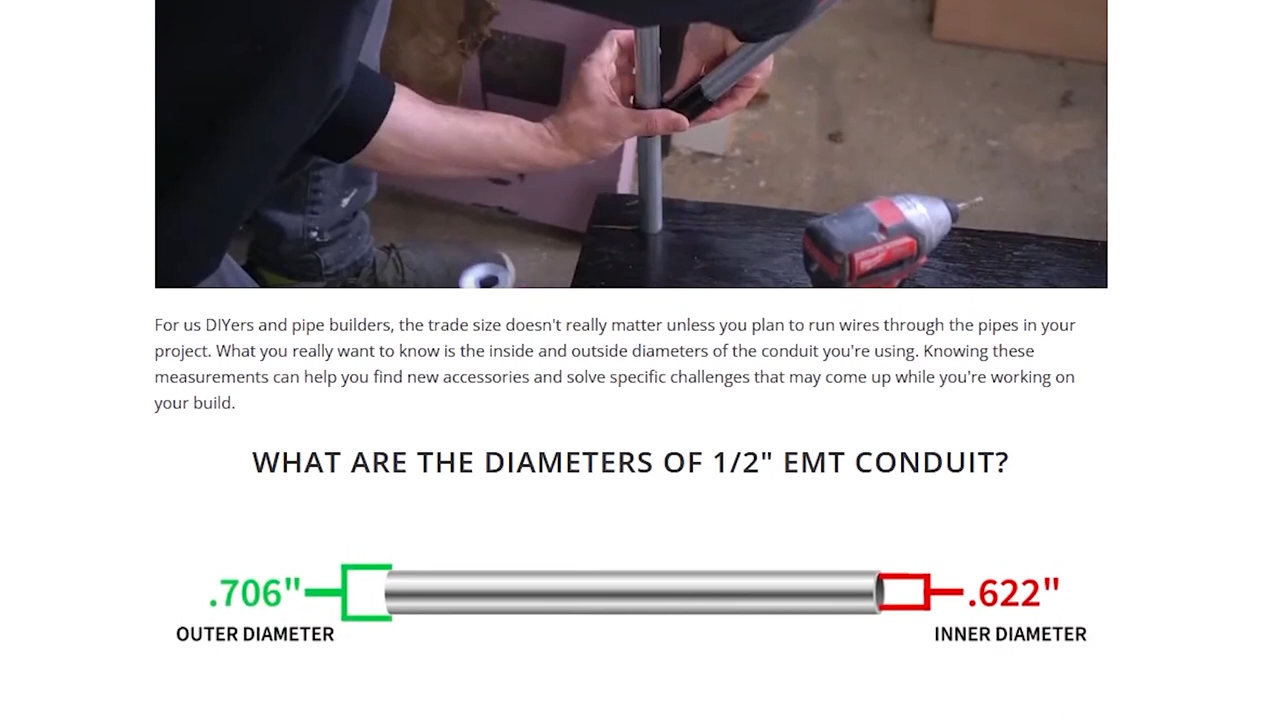 For us DIYers and pipe builders, the trade size doesn't really matter unless you plan to run wires through the pipes in your
project. What you really want to know is the inside and outside diameters of the conduit you're using. Knowing these
measurements can help you find new accessories and solve specific challenges that may come up while you're working on
your build.
WHAT ARE THE DIAMETERS OF 1/2" EMT CONDUIT?
.706"
OUTER DIAMETER
.622"
INNER DIAMETER